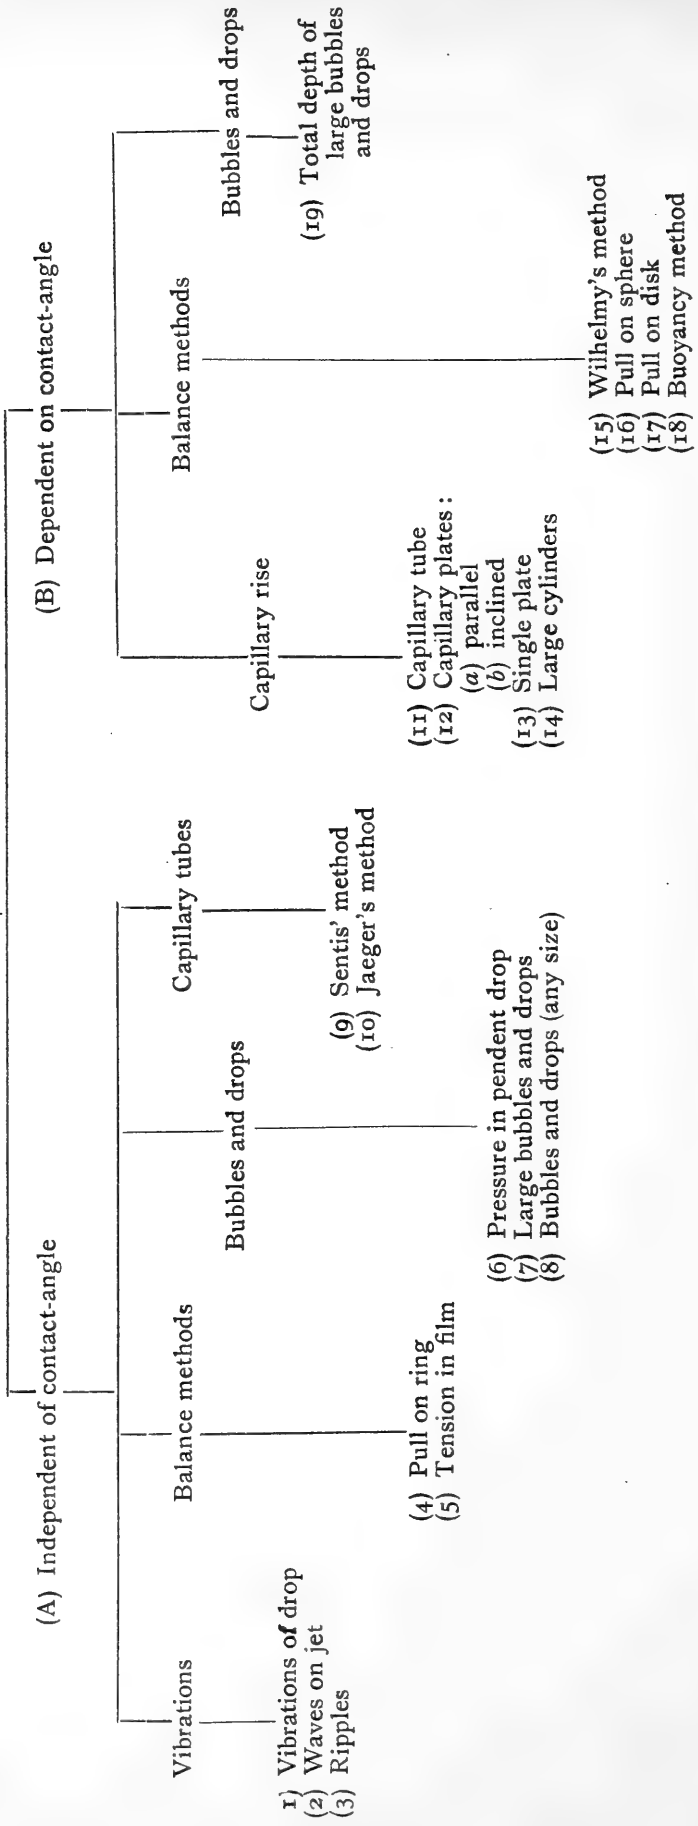 (A) Independent of contact-angle
Vibrations
1) Vibrations of drop
(2) Waves on jet
(3) Ripples
Balance methods
(4) Pull on ring
(5) Tension in film
Bubbles and drops
(6) Pressure in pendent drop
(7) Large bubbles and drops
(8) Bubbles and drops (any size)
Capillary tubes
(9) Sentis' method
(10) Jaeger's method
(B) Dependent on contact-angle
Capillary rise
(11) Capillary tube
(12) Capillary plates :
(a) parallel
(b) inclined
(13) Single plate
(14) Large cylinders
Balance methods
(15) Wilhelmy's method
(16) Pull on sphere
(17) Pull on disk
(18) Buoyancy method
Bubbles and drops
(19) Total depth of
large bubbles
and drops